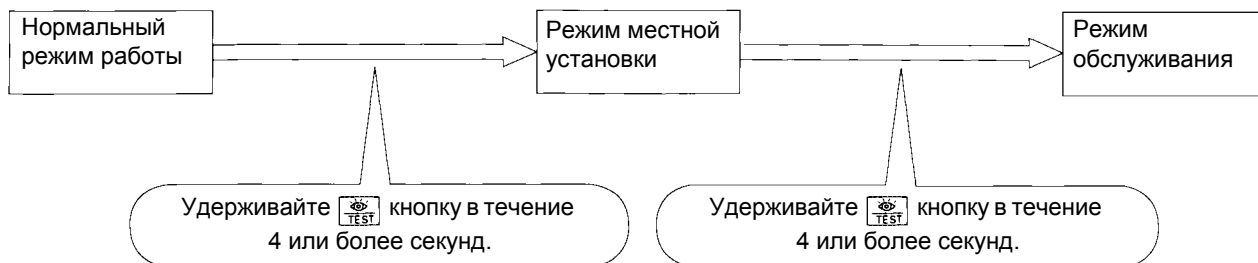 Нормальный
режим работы
Режим местной
установки
Режим
обслуживания
Удерживайте TEST кнопку в течение
4 или более секунд.
Удерживайте TEST кнопку в течение
4 или более секунд.